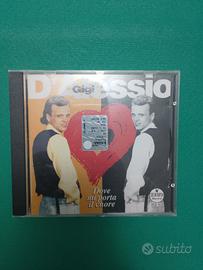 D'Alessio
Gigi
Dove
mi porta
il cuore
subito